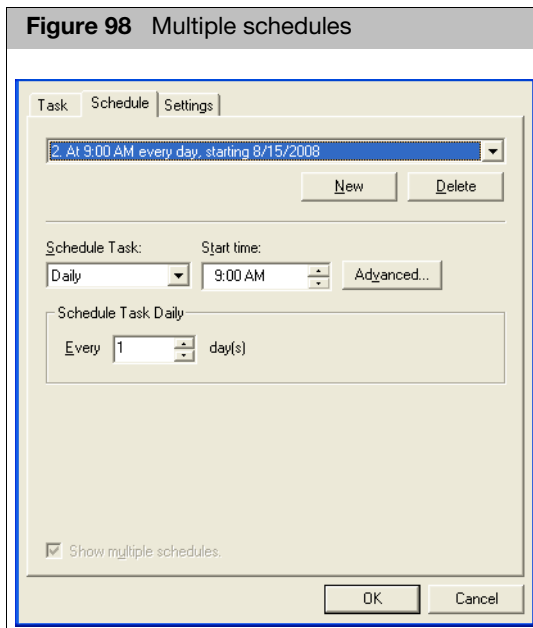 Figure 98 Multiple schedules
Task Schedule Settings
2. At 9:00 AM every day, starting 8/15/2008
New Delete
Schedule Task: Start time:
Daily 9:00 AM Advanced...
Schedule Task Daily
Every 1 day(s)
Show multiple schedules.
OK Cancel